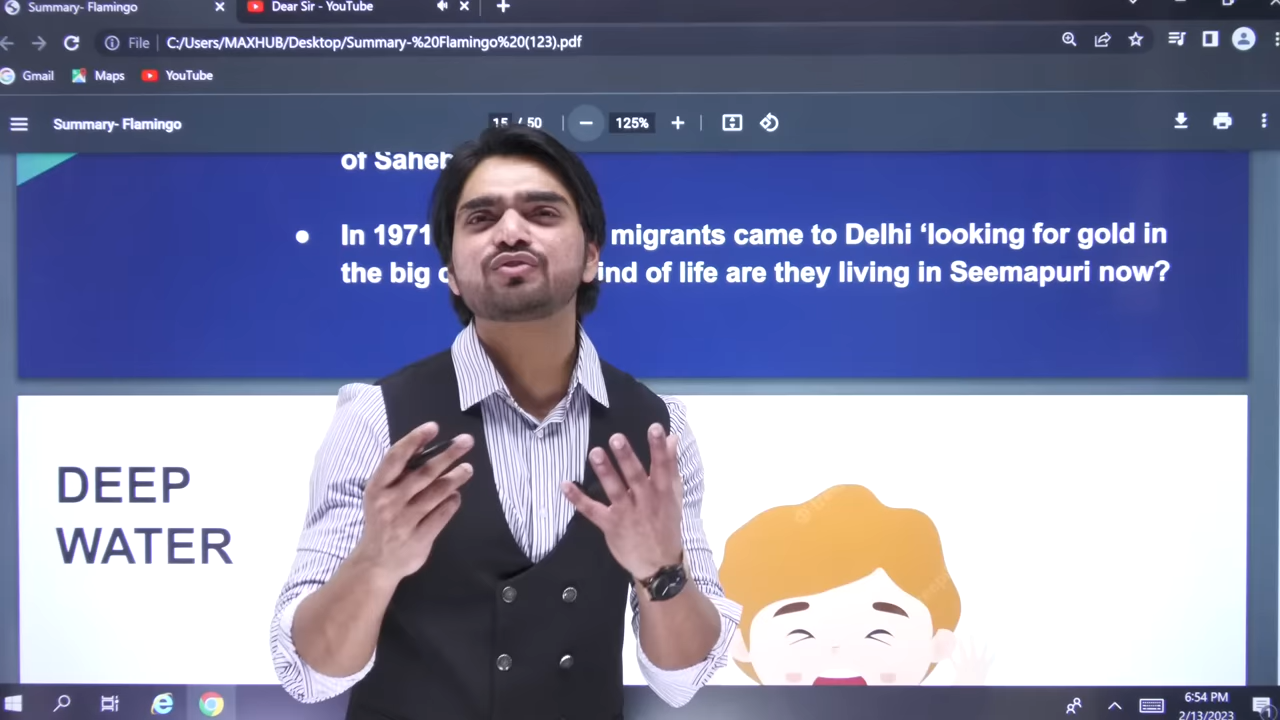 Summary- Flamingo
Dear Sir - YouTube
File
C:/Users/MAXHUB/Desktop/Summary-%20Flamingo%20(123).pdf
Gmail
Maps
YouTube
Summary- Flamingo
15 / 50
125%
of Saheb
In 1971 migrants came to Delhi ‘looking for gold in
the big of life are they living in Seemapuri now?
DEEP
WATER
6:54 PM
2/13/2023